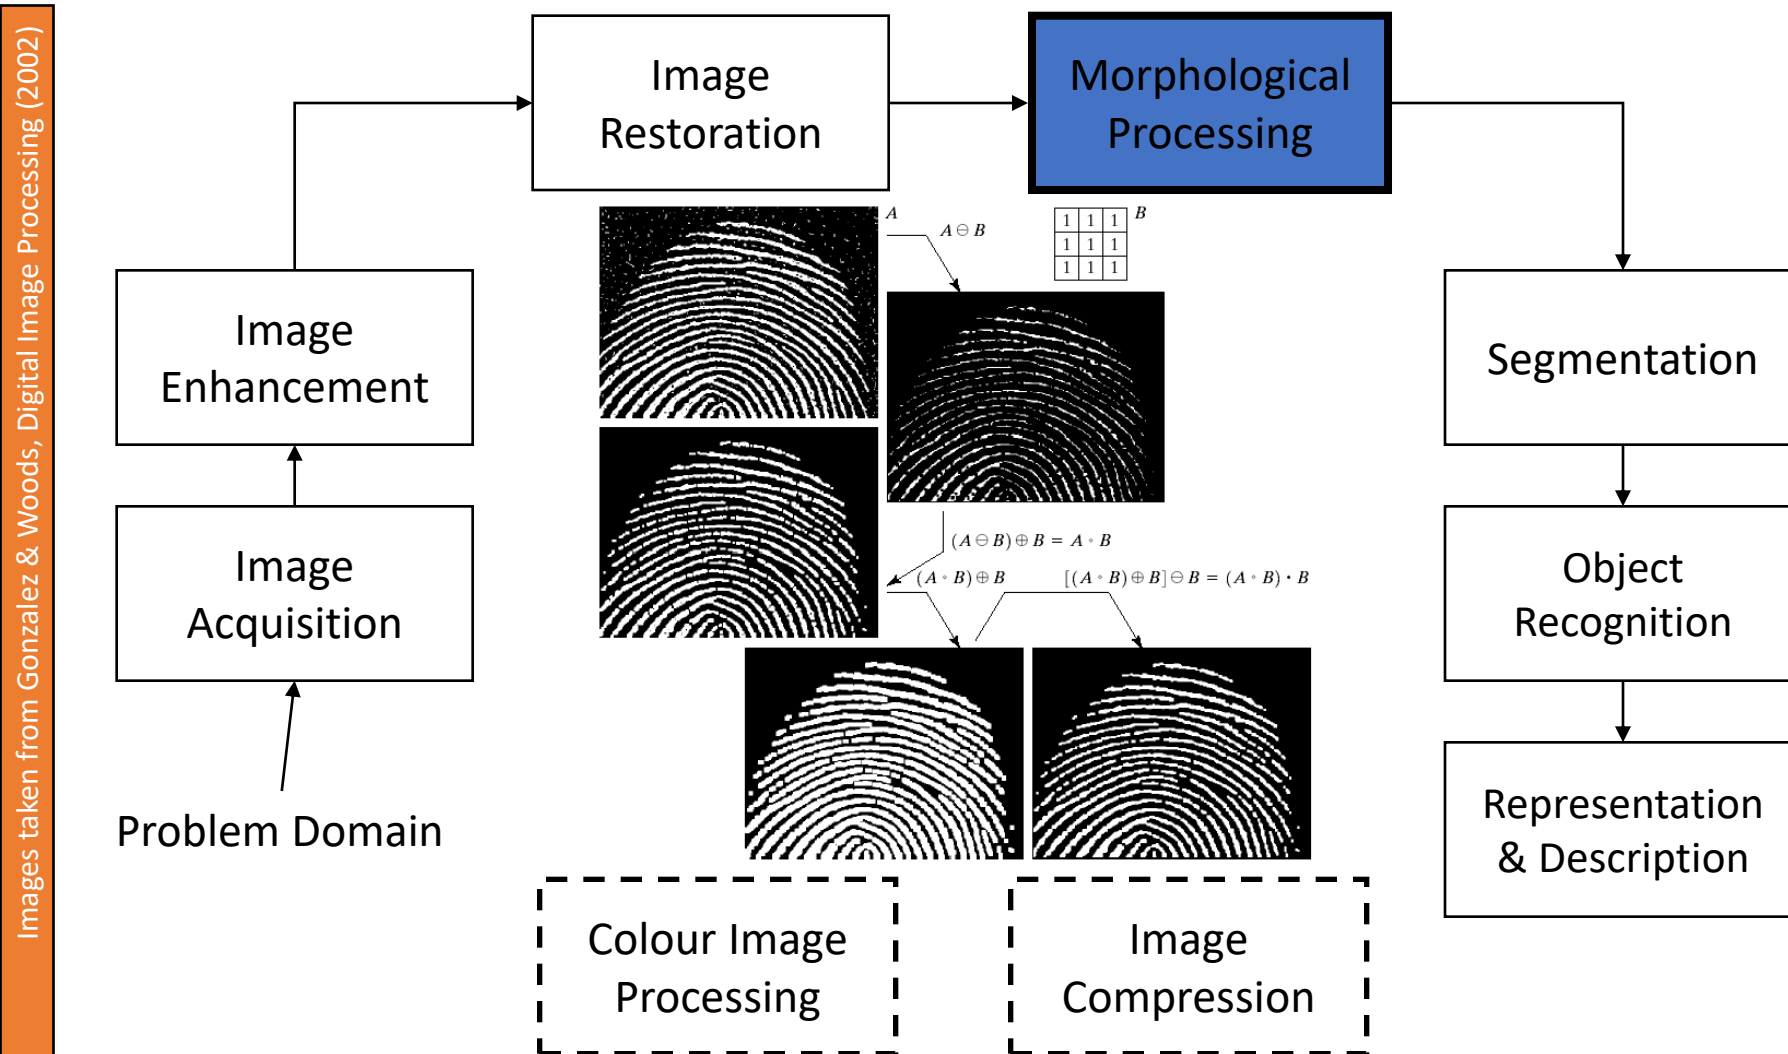 Images taken from Gonzalez & Woods, Digital Image Processing (2002)
Image
Restoration
Morphological
Processing
A
A ⊖ B
1 1 1
1 1 1
1 1 1
B
Image
Enhancement
Segmentation
Image
Acquisition
(A ⊖ B) ⊕ B = A ∘ B
(A ∘ B) ⊕ B
[(A ∘ B) ⊕ B] ⊖ B = (A ∘ B) • B
Object
Recognition
Problem Domain
Representation
& Description
Colour Image
Processing
Image
Compression